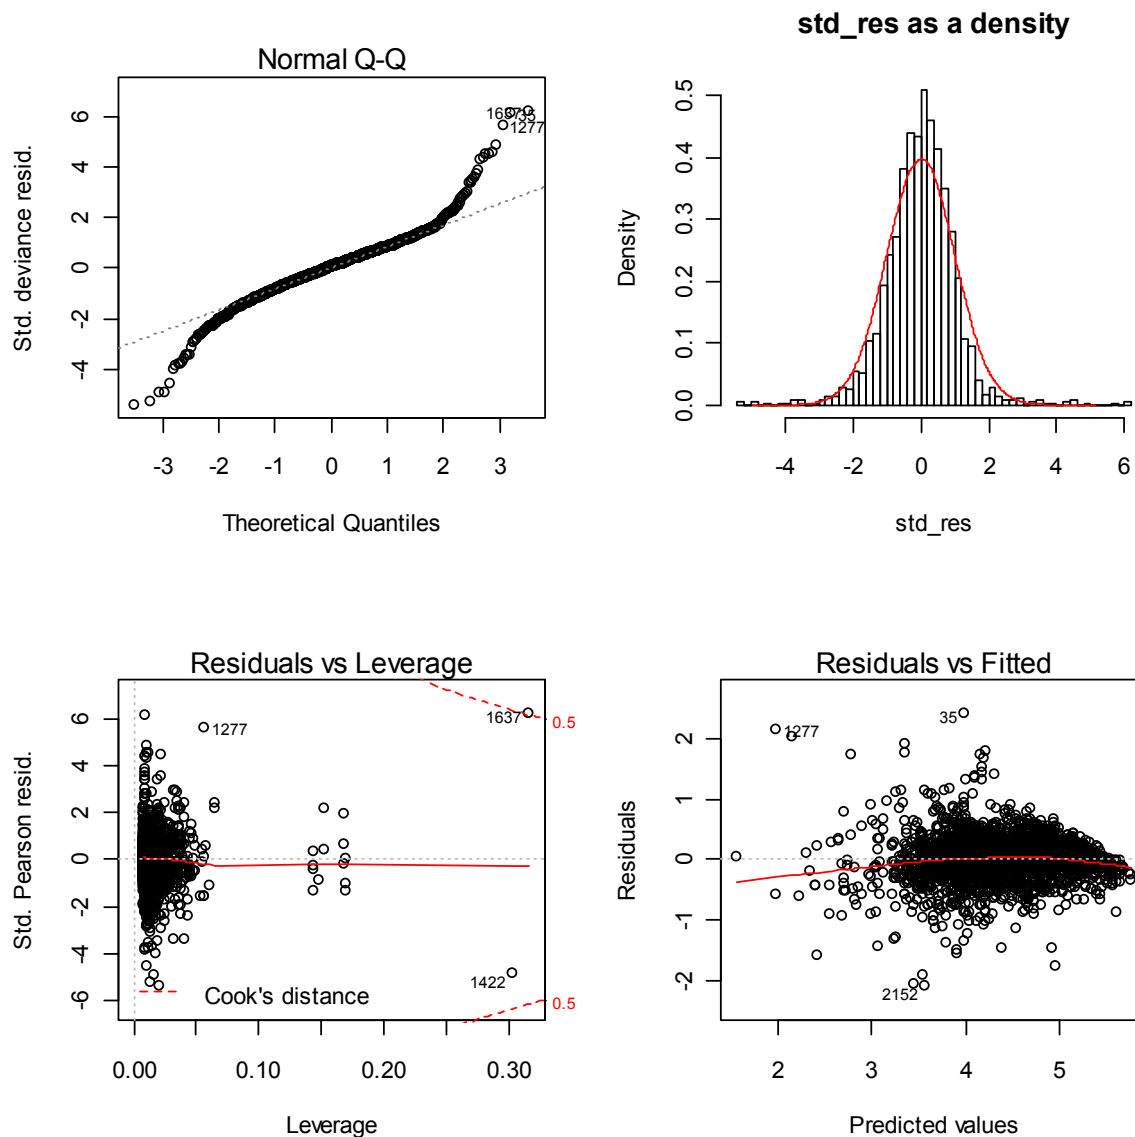 Normal Q-Q
Std. deviance resid.
6
4
2
0
-2
-4
1637
35
1277
-3 -2 -1 0 1 2 3
Theoretical Quantiles
std_res as a density
Density
0.5
0.4
0.3
0.2
0.1
0.0
-4 -2 0 2 4 6
std_res
Residuals vs Leverage
Std. Pearson resid.
6
4
2
0
-2
-4
-6
1277
1637
0.5
1422
0.5
Cook's distance
0.00 0.10 0.20 0.30
Leverage
Residuals vs Fitted
Residuals
2
1
0
-1
-2
1277
35
2152
2 3 4 5
Predicted values